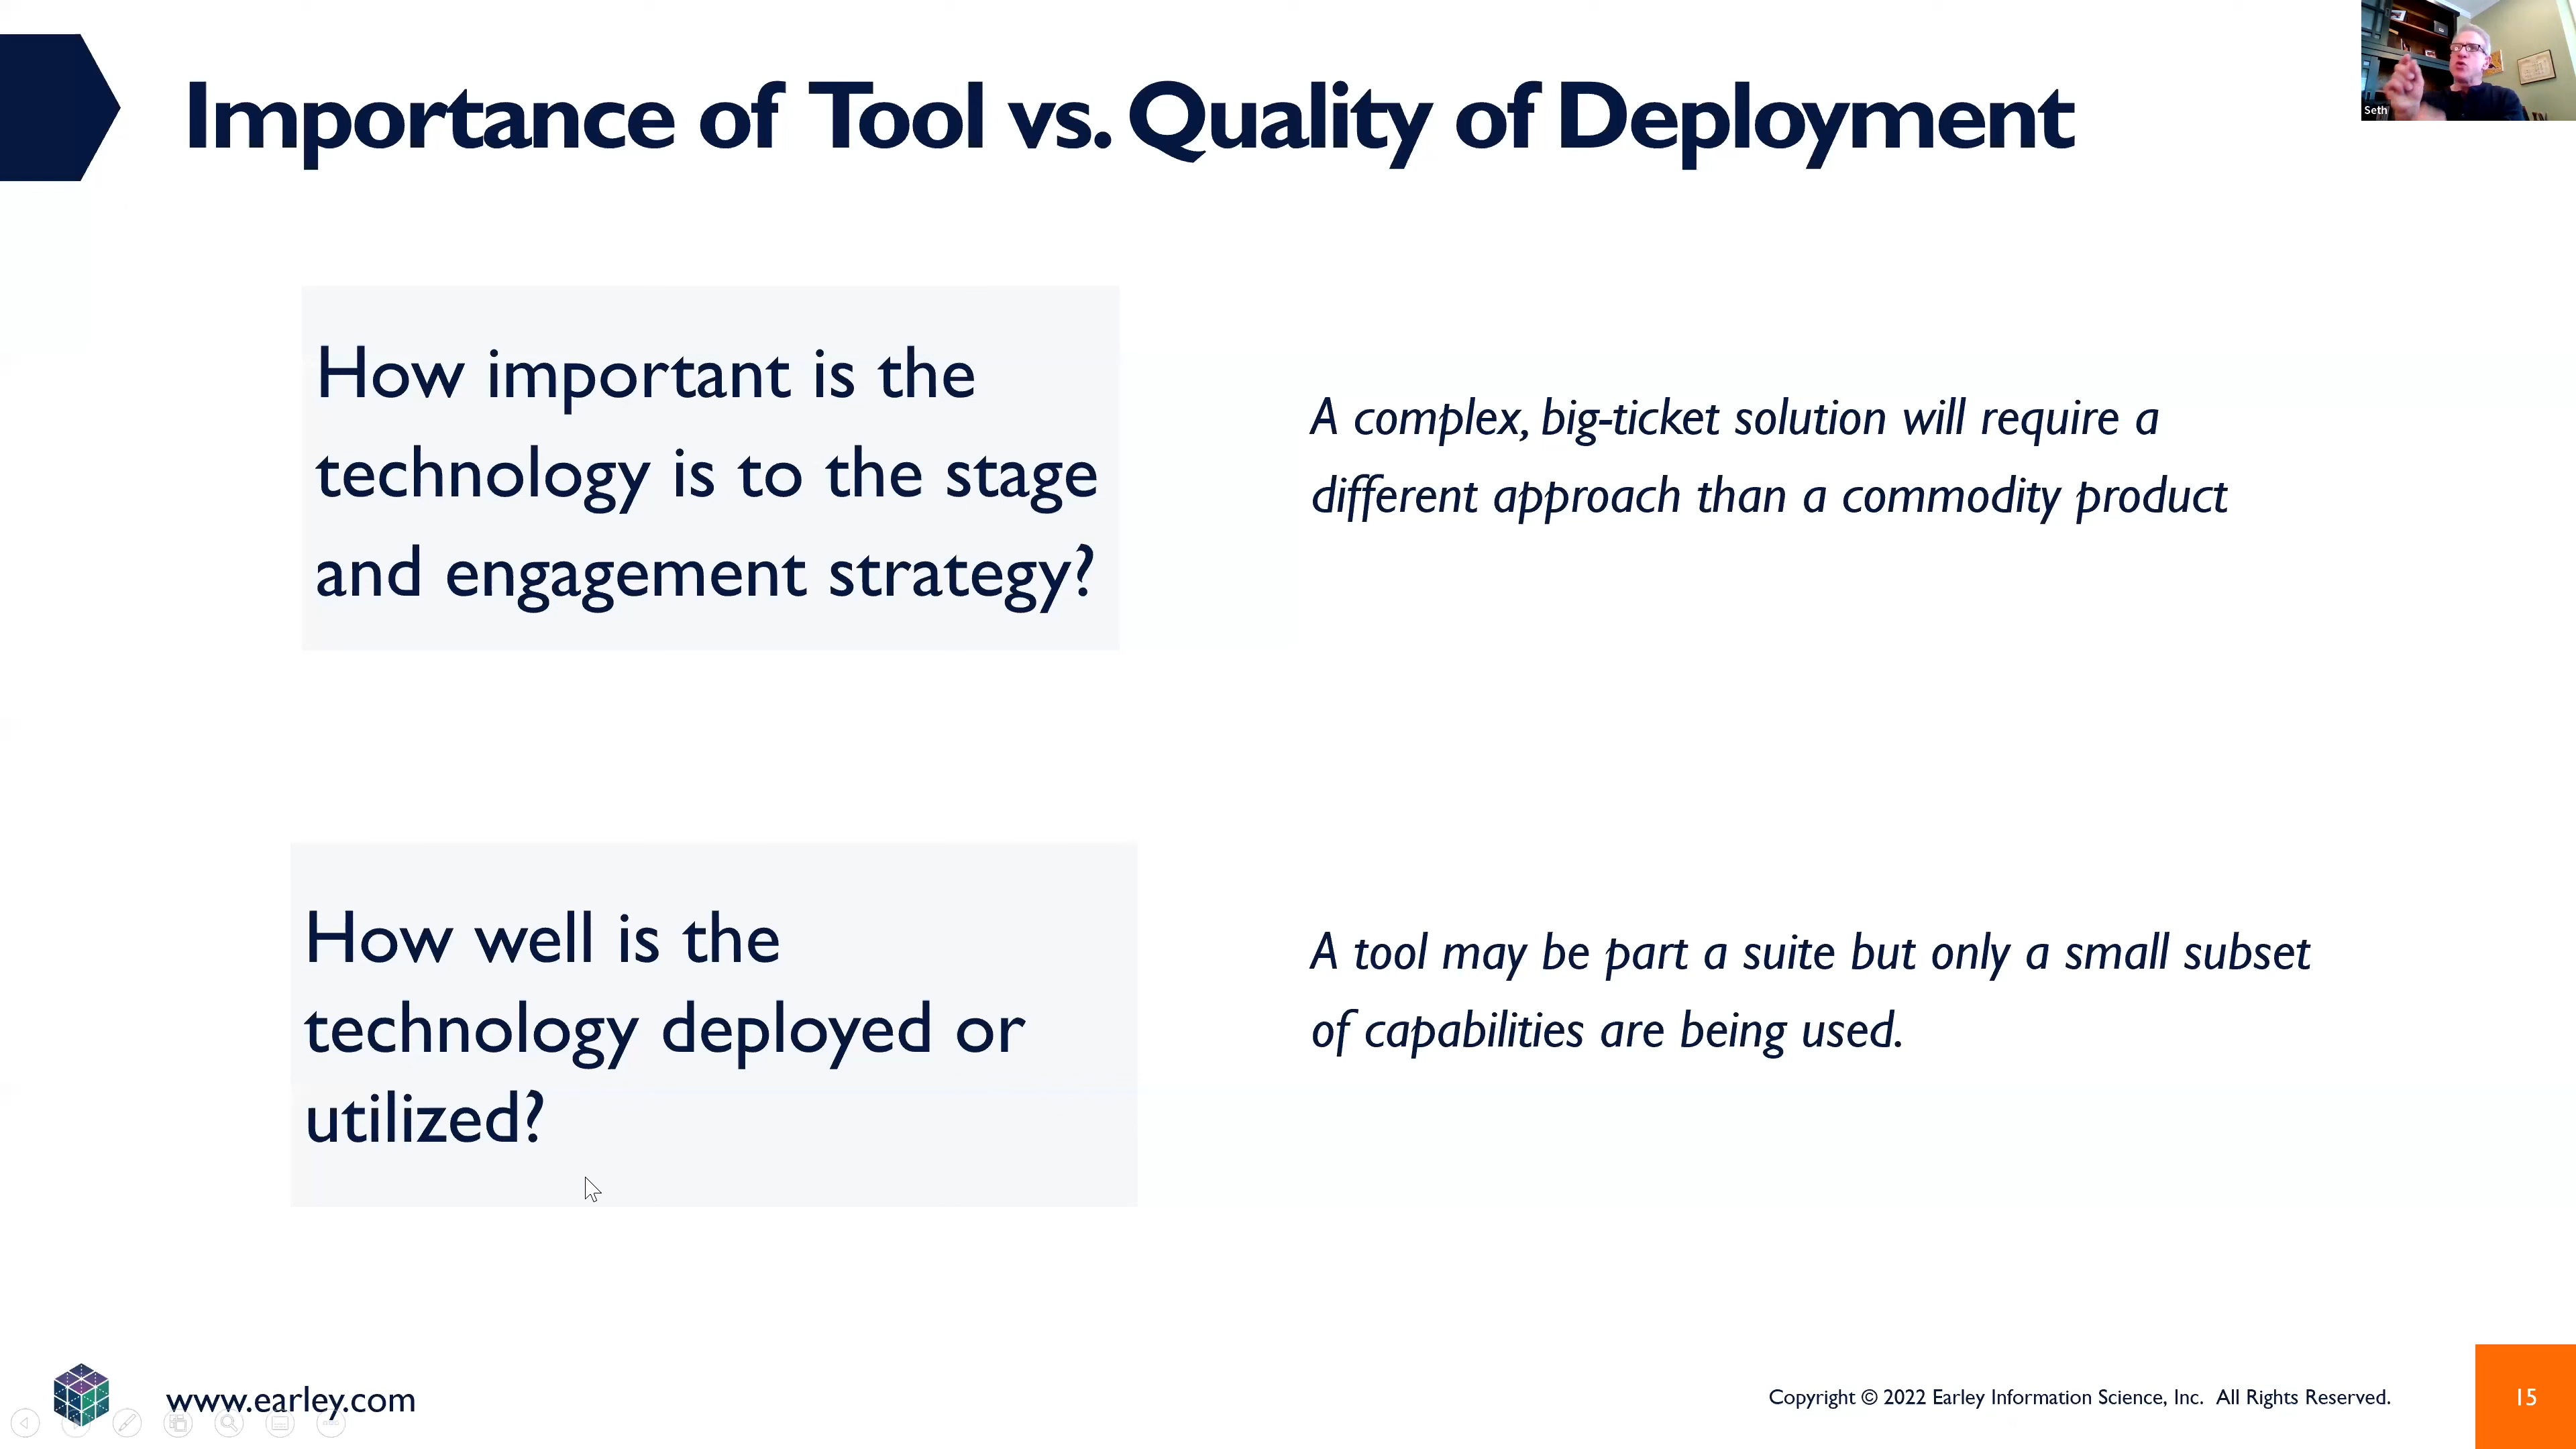 Importance of Tool vs. Quality of Deployment
Seth
How important is the
technology is to the stage
and engagement strategy?
A complex, big-ticket solution will require a
different approach than a commodity product
How well is the
technology deployed or
utilized?
A tool may be part a suite but only a small subset
of capabilities are being used.
www.earley.com
Copyright © 2022 Earley Information Science, Inc. All Rights Reserved.
15